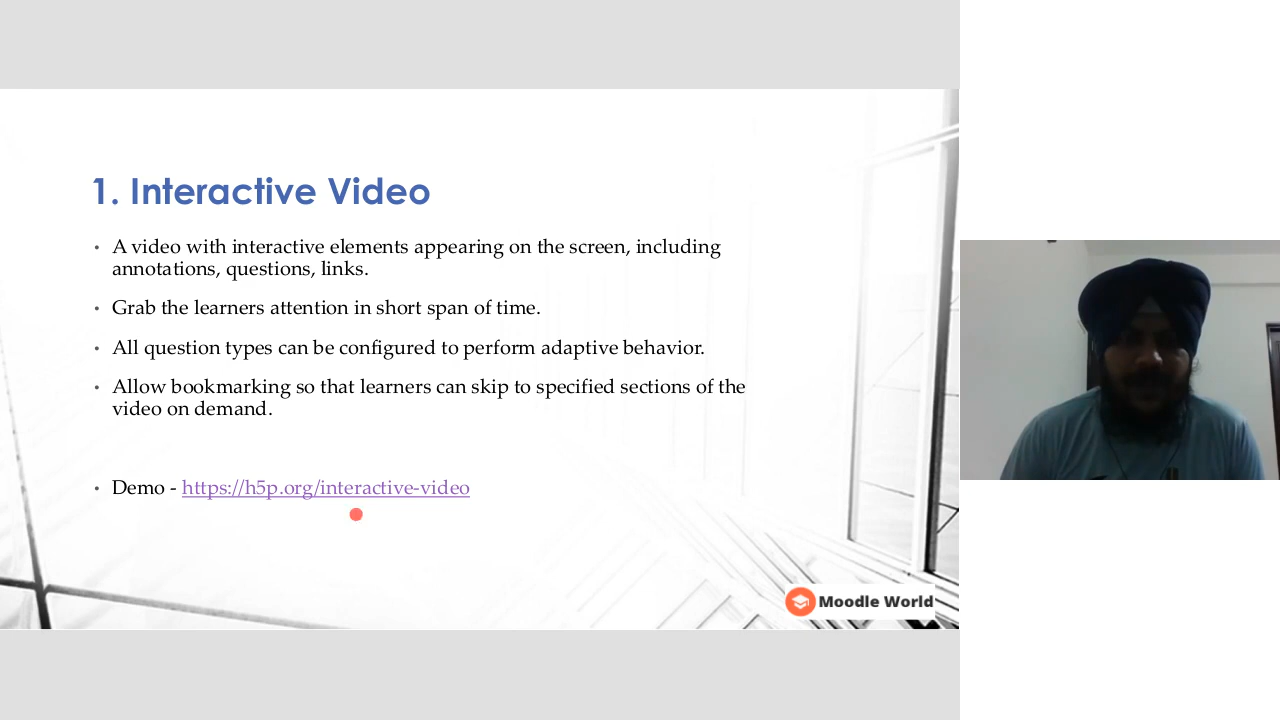 1. Interactive Video
• A video with interactive elements appearing on the screen, including
annotations, questions, links.
• Grab the learners attention in short span of time.
• All question types can be configured to perform adaptive behavior.
• Allow bookmarking so that learners can skip to specified sections of the
video on demand.
• Demo - https://h5p.org/interactive-video
Moodle World